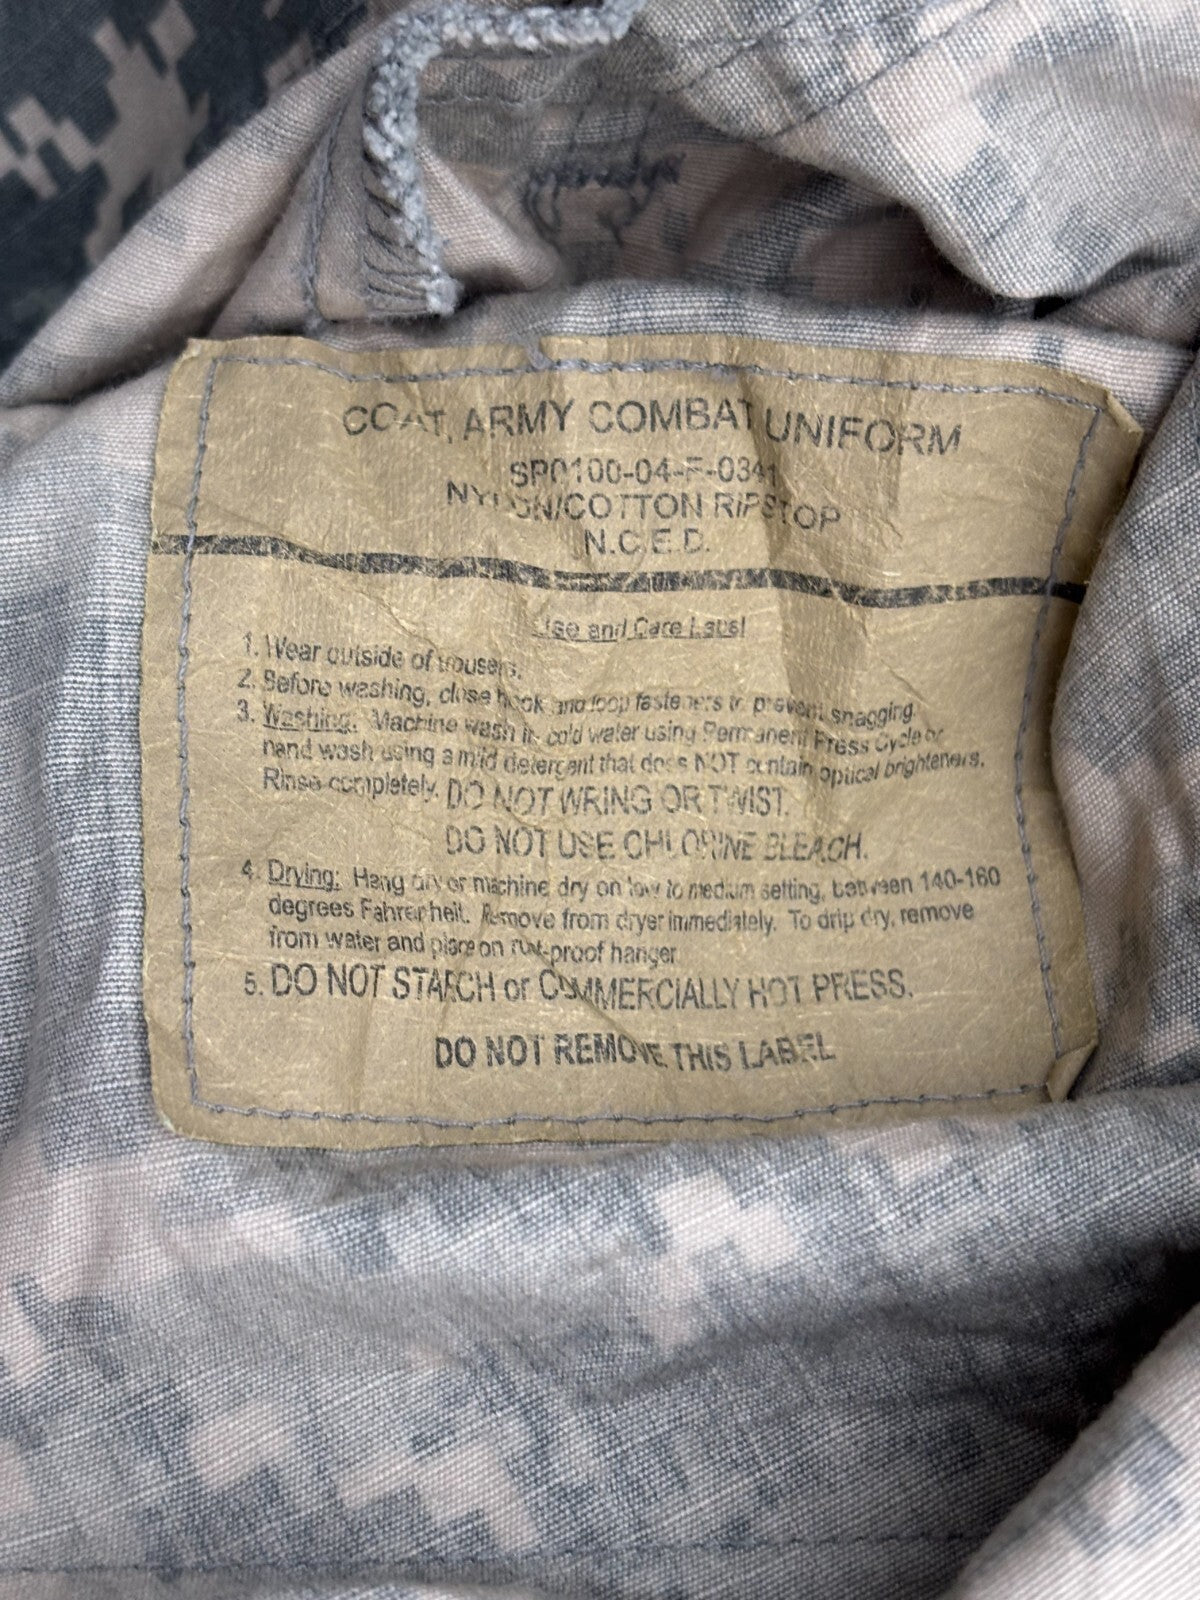 COAT, ARMY COMBAT UNIFORM
SP0100-04-F-0341
NYLON/COTTON RIPSTOP
N.C.E.D.
Use and Care Label
1. Wear outside of trousers.
2. Before washing, close hook and loop fasteners to prevent snagging.
3. Washing: Machine wash in cold water using Permanent Press Cycle or
hand wash using a mild detergent that does NOT contain optical brighteners.
Rinse completely. DO NOT WRING OR TWIST.
DO NOT USE CHLORINE BLEACH.
4. Drying: Hang dry or machine dry on low to medium setting, between 140-160
degrees Fahrenheit. Remove from dryer immediately. To drip dry, remove
from water and place on rust-proof hanger.
5. DO NOT STARCH or COMMERCIALLY HOT PRESS.
DO NOT REMOVE THIS LABEL